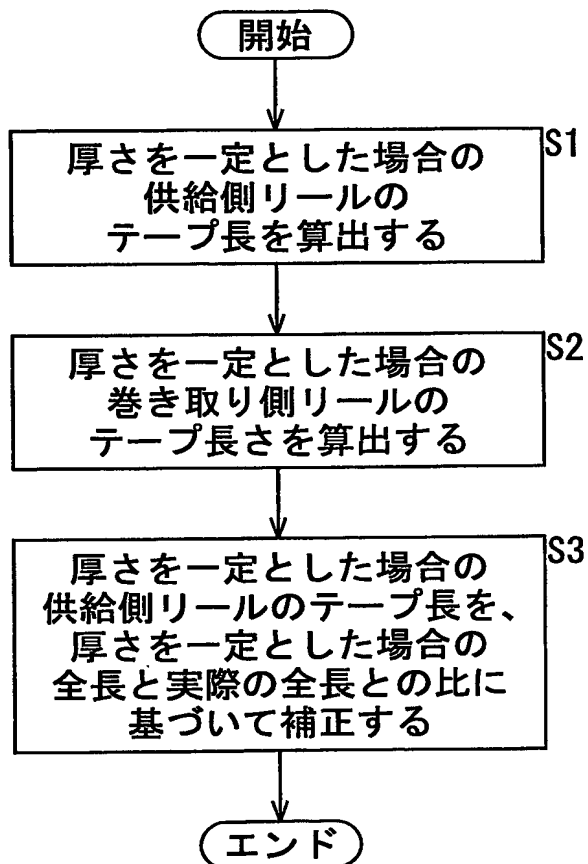 開始
S1
厚さを一定とした場合の
供給側リールの
テープ長を算出する
S2
厚さを一定とした場合の
巻き取り側リールの
テープ長さを算出する
S3
厚さを一定とした場合の
供給側リールのテープ長を、
厚さを一定とした場合の
全長と実際の全長との比に
基づいて補正する
エンド